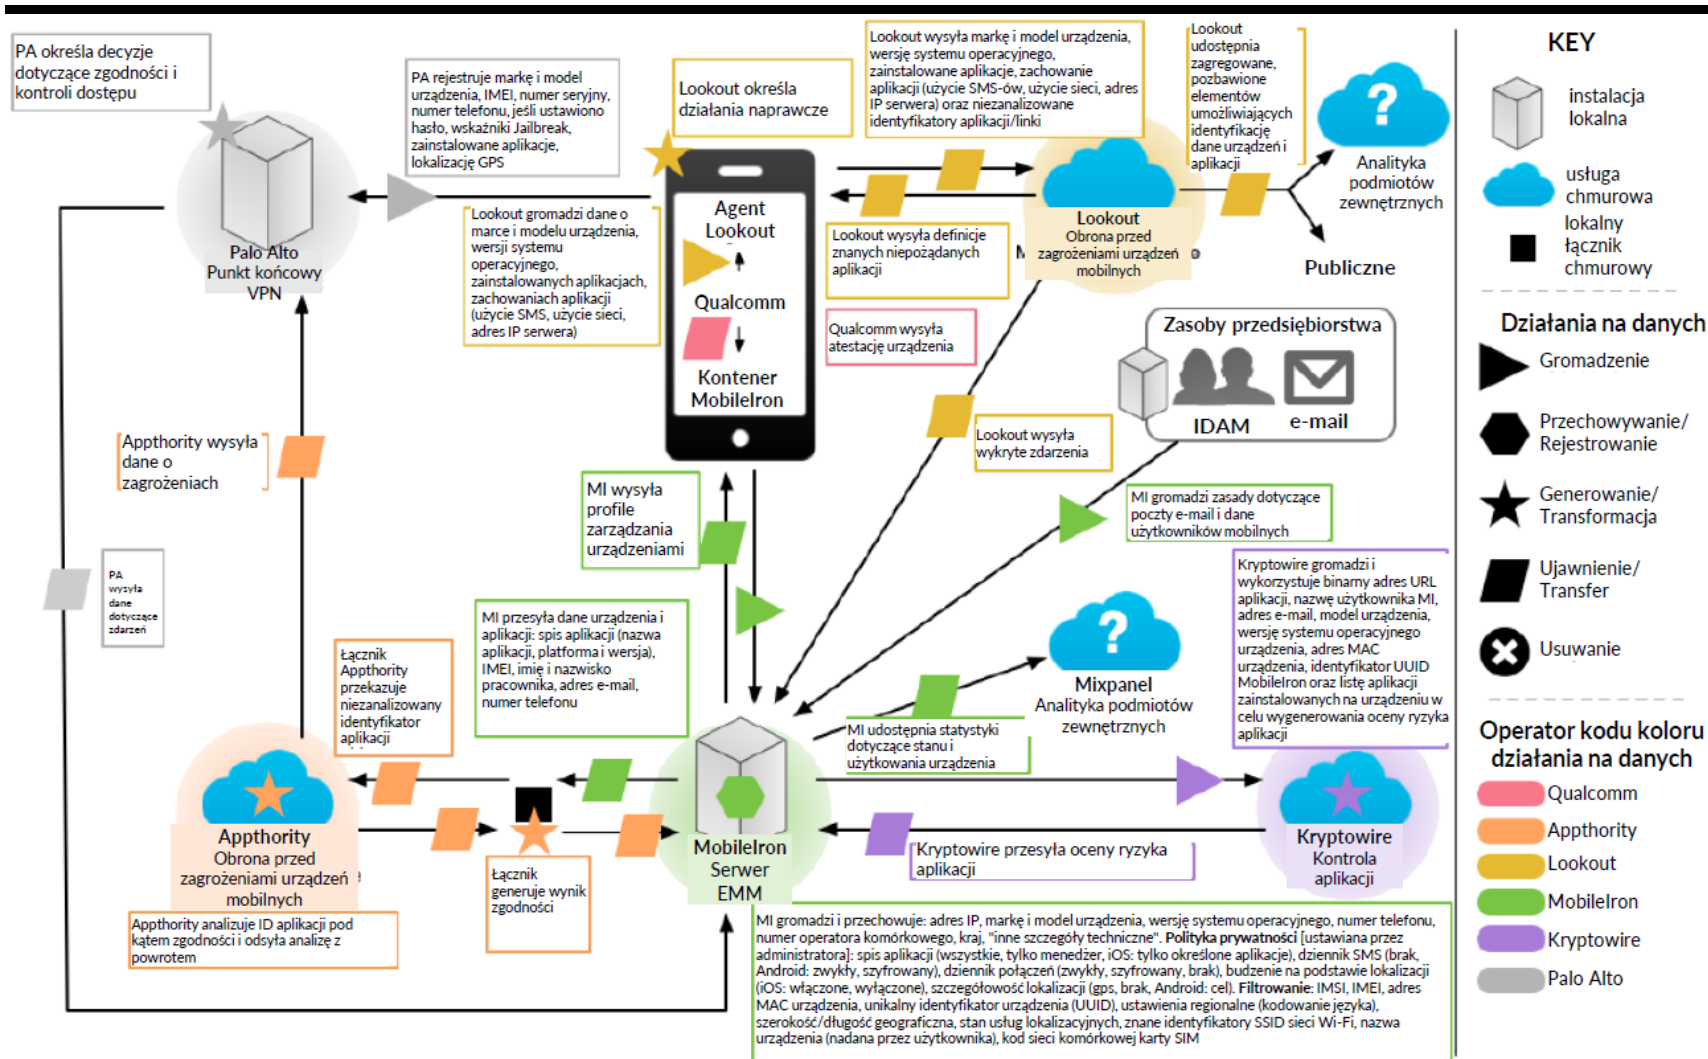 PA określa decyzje
dotyczące zgodności i
kontroli dostępu
PA rejestruje markę i model
urządzenia, IMEI, numer seryjny,
numer telefonu, jeśli ustawiono
hasło, wskaźniki Jailbreak,
zainstalowane aplikacje,
lokalizację GPS
Lookout określa
działania naprawcze
Lookout wysyła markę i model urządzenia,
wersję systemu operacyjnego,
zainstalowane aplikacje, zachowanie
aplikacji (użycie SMS-ów, użycie sieci, adres
IP serwera) oraz niezanalizowane
identyfikatory aplikacji/linki
Lookout
udostępnia
zagregowane,
pozbawione
elementów
umożliwiających
identyfikację
dane urządzeń i
aplikacji
?
Analityka
podmiotów
zewnętrznych
Publiczne
Palo Alto
Punkt końcowy
VPN
Lookout gromadzi dane o
marce i modelu urządzenia,
wersji systemu
operacyjnego,
zainstalowanych aplikacjach,
zachowaniach aplikacji
(użycie SMS, użycie sieci,
adres IP serwera)
Agent
Lookout
Qualcomm
Kontener
MobileIron
Lookout wysyła definicje
znanych niepożądanych
aplikacji
Qualcomm wysyła
atestację urządzenia
Lookout
Obrona przed
zagrożeniami urządzeń
mobilnych
Zasoby przedsiębiorstwa
IDAM
e-mail
Lookout wysyła
wykryte zdarzenia
MI gromadzi zasady dotyczące
poczty e-mail i dane
użytkowników mobilnych
Appthority wysyła
dane o
zagrożeniach
MI wysyła
profile
zarządzania
urządzeniami
PA
wysyła
dane
dotyczące
zdarzeń
Łącznik
Appthority
przekazuje
niezanalizowany
identyfikator
aplikacji
MI przesyła dane urządzenia i
aplikacji: spis aplikacji (nazwa
aplikacji, platforma i wersja),
IMEI, imię i nazwisko
pracownika, adres e-mail,
numer telefonu
?
Mixpanel
Analityka podmiotów
zewnętrznych
MI udostępnia statystyki
dotyczące stanu i
użytkowania urządzenia
Kryptowire gromadzi i
wykorzystuje binarny adres URL
aplikacji, nazwę użytkownika MI,
adres e-mail, model urządzenia,
wersję systemu operacyjnego
urządzenia, adres MAC
urządzenia, identyfikator UUID
MobileIron oraz listę aplikacji
zainstalowanych na urządzeniu w
celu wygenerowania oceny ryzyka
aplikacji
Appthority
Obrona przed
zagrożeniami urządzeń
mobilnych
Appthority analizuje ID aplikacji pod
kątem zgodności i odsyła analizę z
powrotem
Łącznik
generuje wynik
zgodności
MobileIron
Serwer
EMM
Kryptowire przesyła oceny ryzyka
aplikacji
Kryptowire
Kontrola
aplikacji
MI gromadzi i przechowuje: adres IP, markę i model urządzenia, wersję systemu operacyjnego, numer telefonu,
numer operatora komórkowego, kraj, "inne szczegóły techniczne". Polityka prywatności [ustawiana przez
administratora]: spis aplikacji (wszystkie, tylko menedżer, iOS: tylko określone aplikacje), dziennik SMS (brak,
Android: zwykły, szyfrowany), dziennik połączeń (zwykły, szyfrowany, brak), budzenie na podstawie lokalizacji
(iOS: włączone, wyłączone), szczegółowość lokalizacji (gps, brak, Android: cel). Filtrowanie: IMSI, IMEI, adres
MAC urządzenia, unikalny identyfikator urządzenia (UUID), ustawienia regionalne (kodowanie języka),
szerokość/długość geograficzna, stan usług lokalizacyjnych, znane identyfikatory SSID sieci Wi-Fi, nazwa
urządzenia (nadana przez użytkownika), kod sieci komórkowej karty SIM
KEY
instalacja
lokalna
usługa
chmurowa
lokalny
łącznik
chmurowy
Działania na danych
Gromadzenie
Przechowywanie/
Rejestrowanie
Generowanie/
Transformacja
Ujawnienie/
Transfer
Usuwanie
Operator kodu koloru
działania na danych
Qualcomm
Appthority
Lookout
MobileIron
Kryptowire
Palo Alto